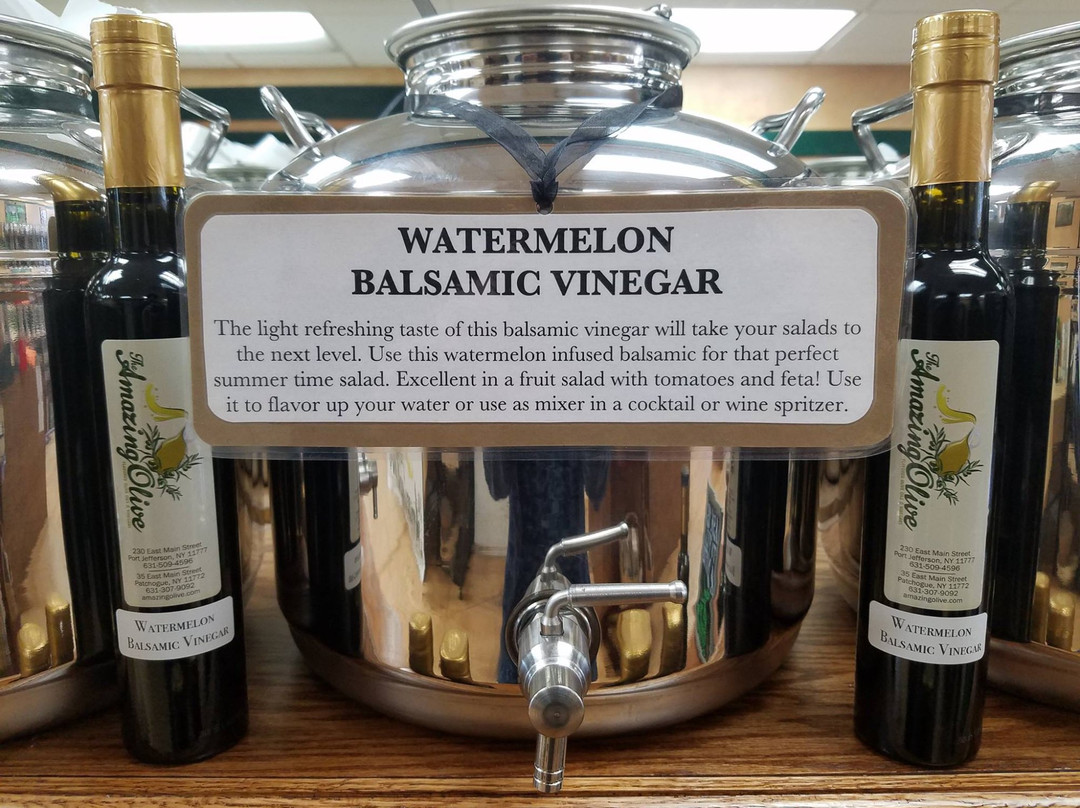 WATERMELON
BALSAMIC VINEGAR
The light refreshing taste of this balsamic vinegar will take your salads to
the next level. Use this watermelon infused balsamic for that perfect
summer time salad. Excellent in a fruit salad with tomatoes and feta! Use
it to flavor up your water or use as mixer in a cocktail or wine spritzer.
The
Amazing Olive
230 East Main Street
Port Jefferson, NY 11777
631-509-4596
35 East Main Street
Patchogue, NY 11772
631-307-9092
amazingolive.com
WATERMELON
BALSAMIC VINEGAR
The
Amazing Olive
230 East Main Street
Port Jefferson, NY 11777
631-509-4596
35 East Main Street
Patchogue, NY 11772
631-307-9092
amazingolive.com
WATERMELON
BALSAMIC VINEGAR